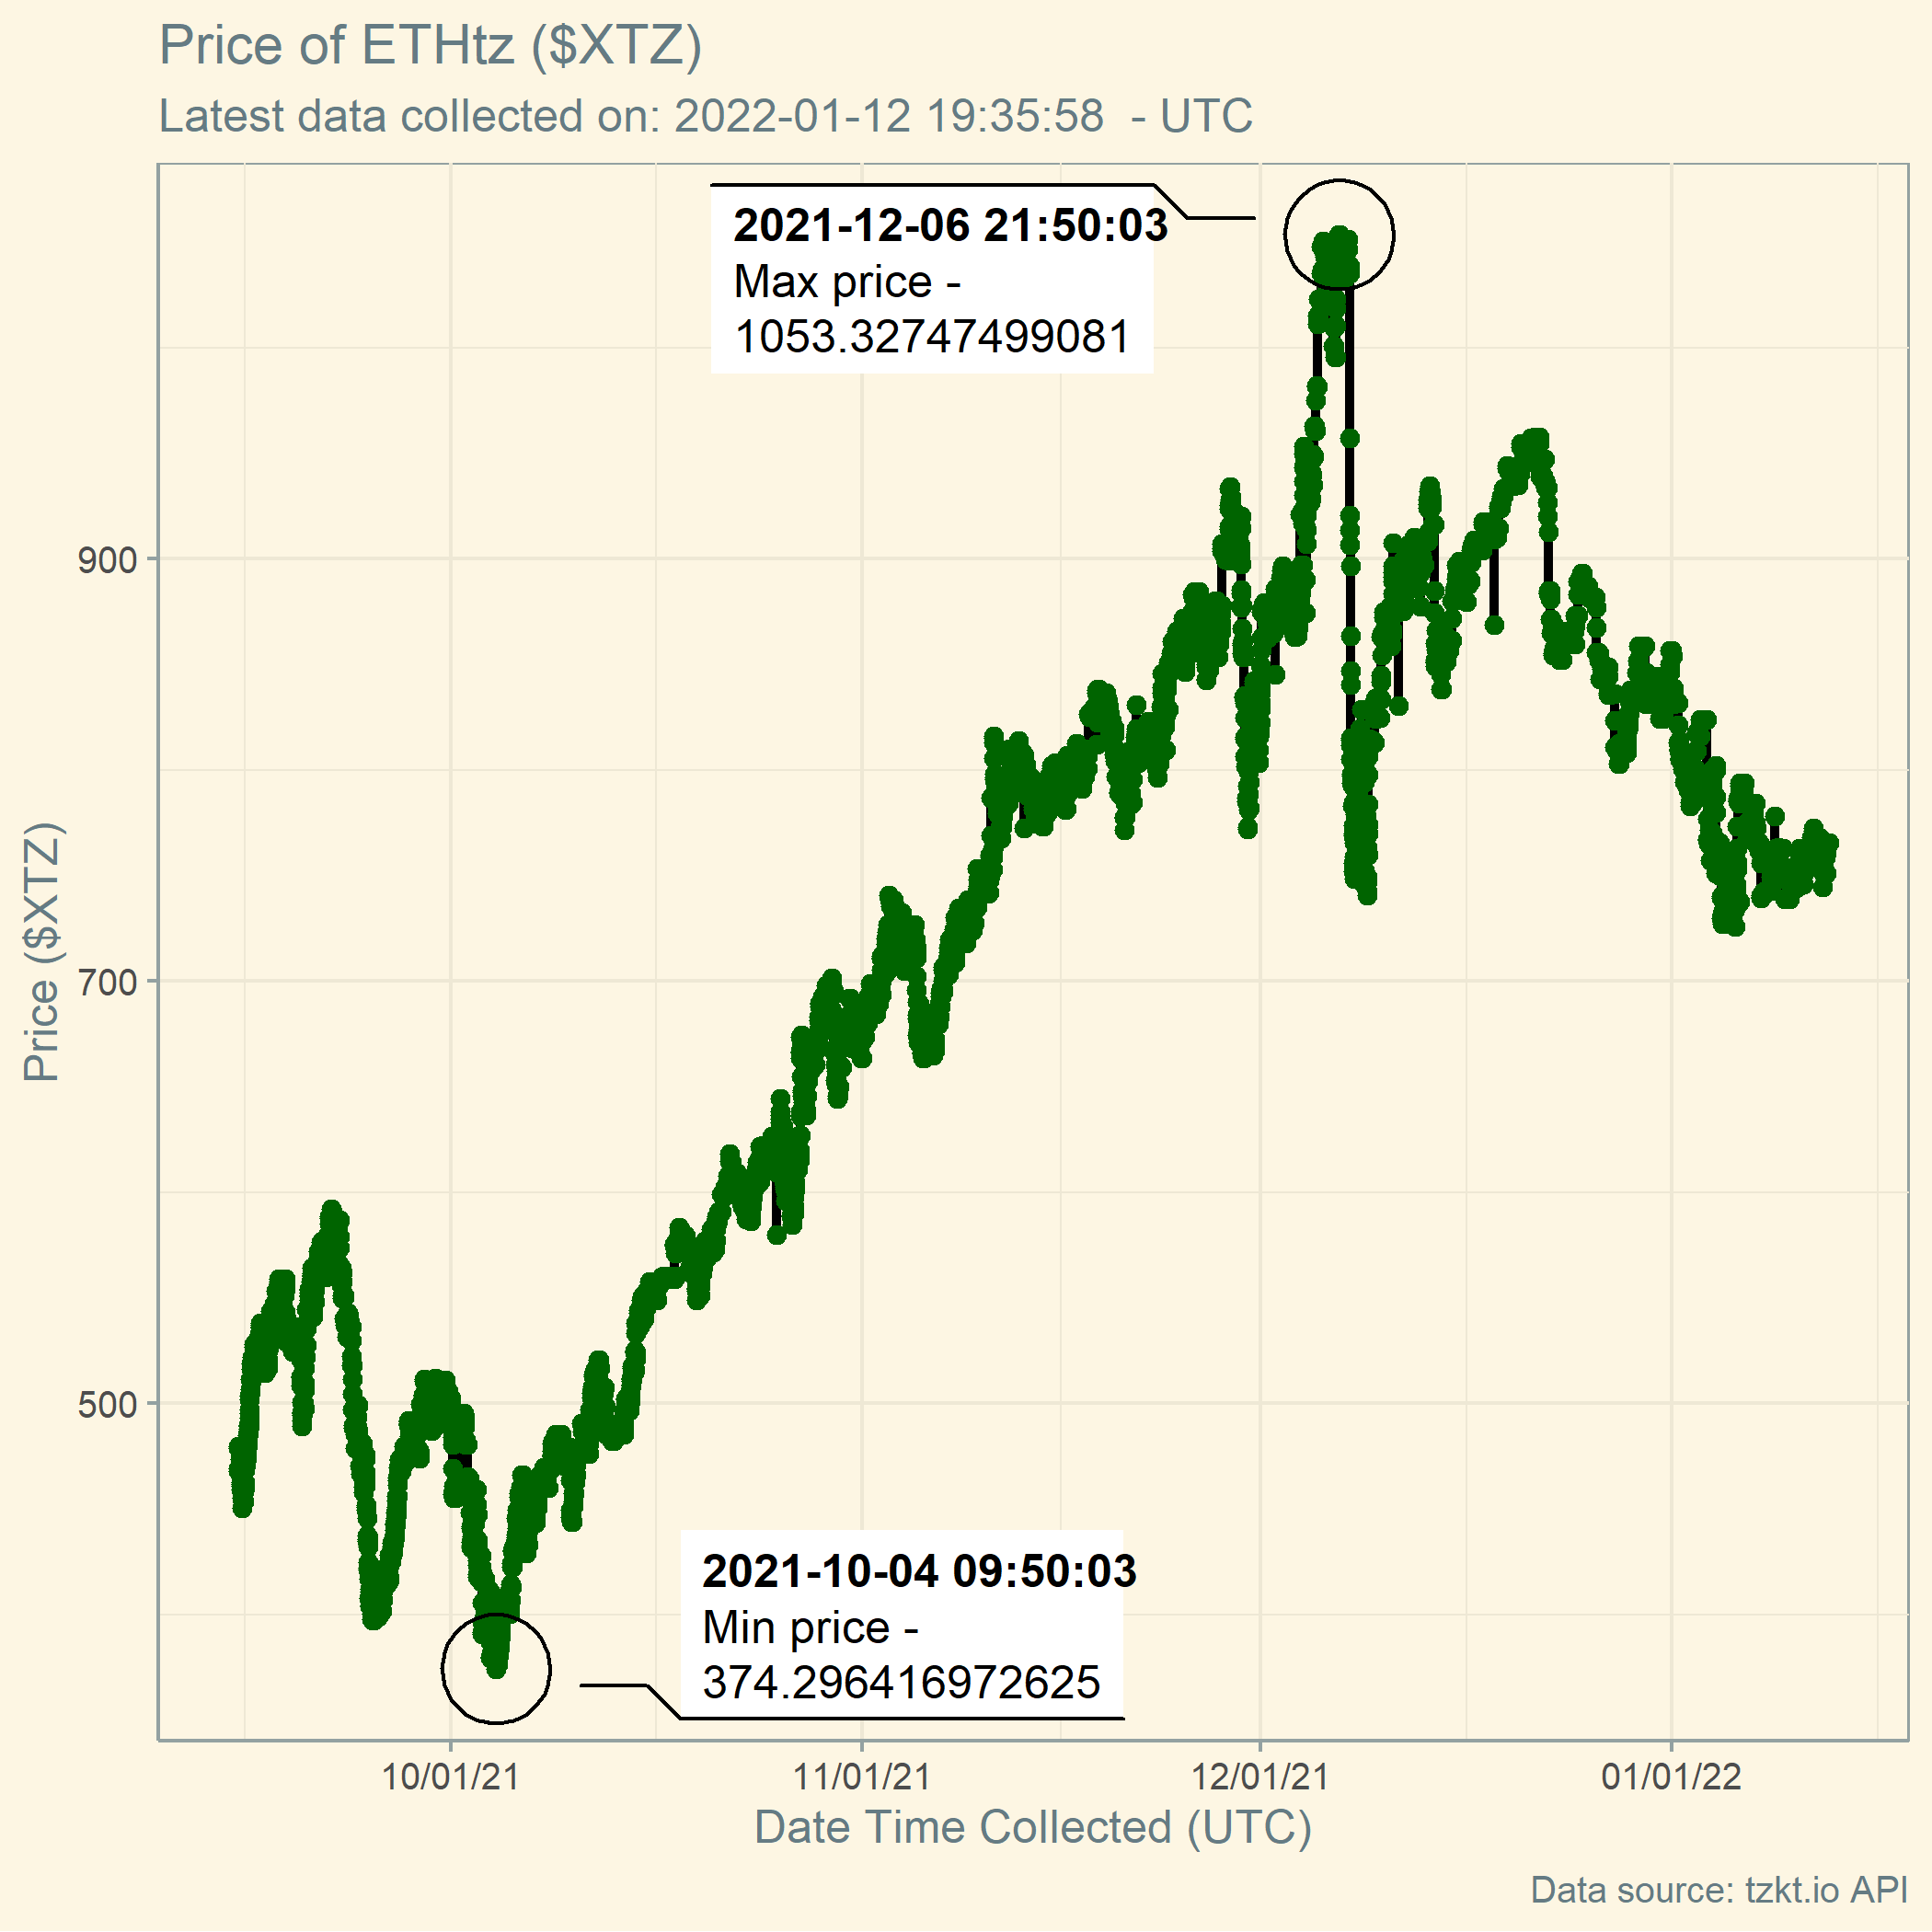 Price of ETHtz ($XTZ)
Latest data collected on: 2022-01-12 19:35:58  - UTC
2021-12-06 21:50:03
Max price -
1053.32747499081
900
700
500
Price ($XTZ)
2021-10-04 09:50:03
Min price -
374.296416972625
10/01/21
11/01/21
12/01/21
01/01/22
Date Time Collected (UTC)
Data source: tzkt.io API